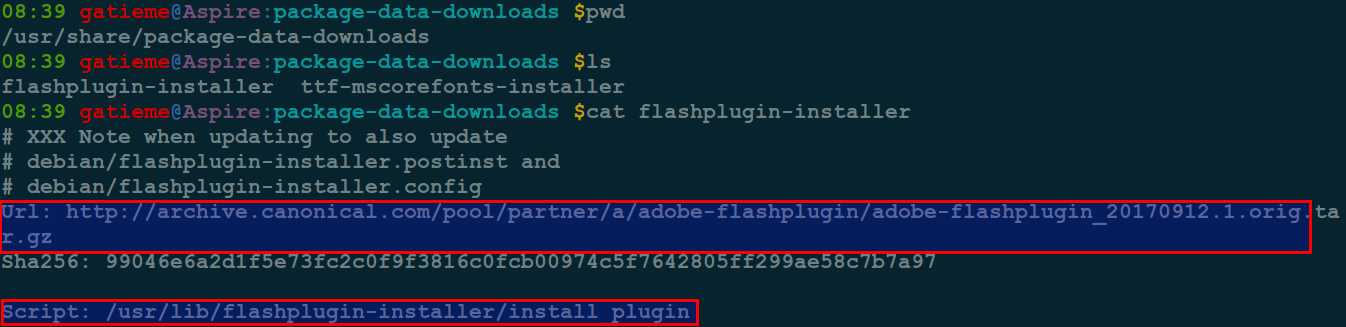 08:39 gatieme@Aspire:package-data-downloads $pwd
/usr/share/package-data-downloads
08:39 gatieme@Aspire:package-data-downloads $ls
flashplugin-installer  ttf-mscorefonts-installer
08:39 gatieme@Aspire:package-data-downloads $cat flashplugin-installer
# XXX Note when updating to also update
# debian/flashplugin-installer.postinst and
# debian/flashplugin-installer.config
Url: http://archive.canonical.com/pool/partner/a/adobe-flashplugin/adobe-flashplugin_20170912.1.orig.ta
r.gz
Sha256: 99046e6a2d1f5e73fc2c0f9f3816c0fcb00974c5f7642805ff299ae58c7b7a97
Script: /usr/lib/flashplugin-installer/install_plugin